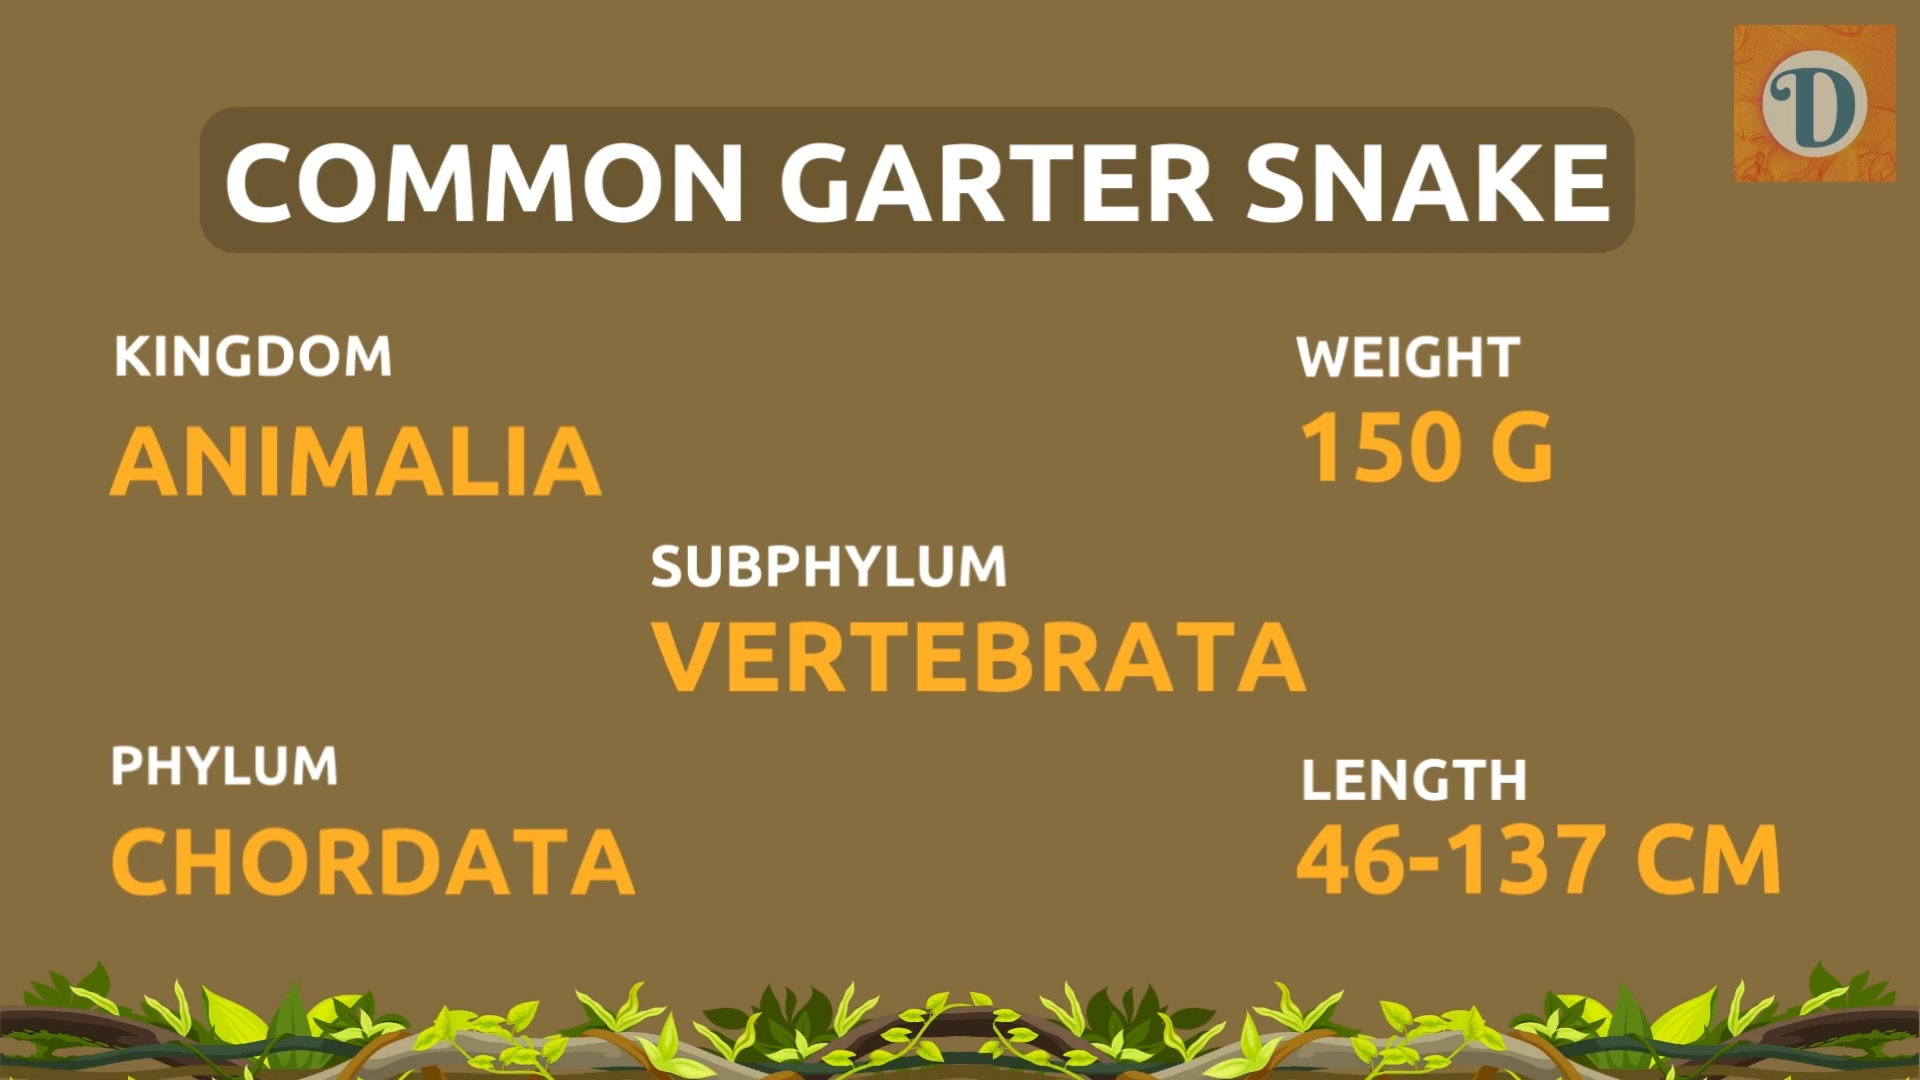 D
COMMON GARTER SNAKE
KINGDOM
ANIMALIA
WEIGHT
150 G
SUBPHYLUM
VERTEBRATA
PHYLUM
CHORDATA
LENGTH
46-137 CM